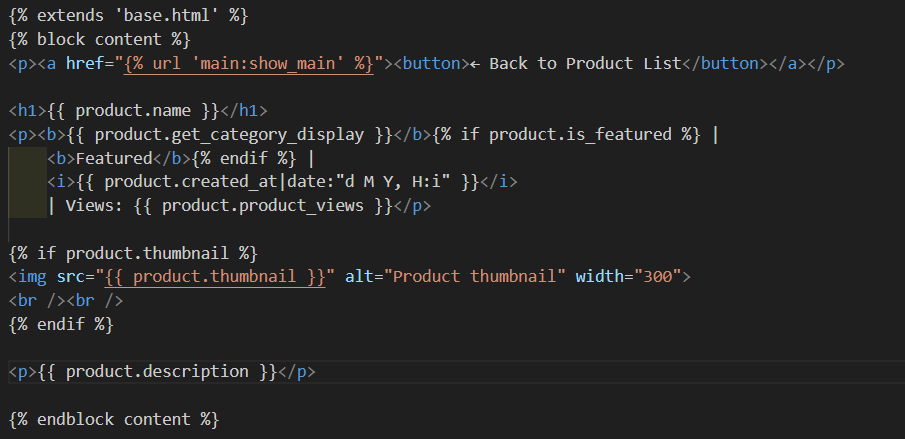 {% extends 'base.html' %}
{% block content %}
<p><a href="{% url 'main:show_main' %}"><button>← Back to Product List</button></a></p>
<h1>{{ product.name }}</h1>
<p><b>{{ product.get_category_display }}</b>{% if product.is_featured %} |
<b>Featured</b>{% endif %} |
<i>{{ product.created_at|date:"d M Y, H:i" }}</i>
| Views: {{ product.product_views }}</p>
{% if product.thumbnail %}
<img src="{{ product.thumbnail }}" alt="Product thumbnail" width="300">
<br /><br />
{% endif %}
<p>{{ product.description }}</p>
{% endblock content %}